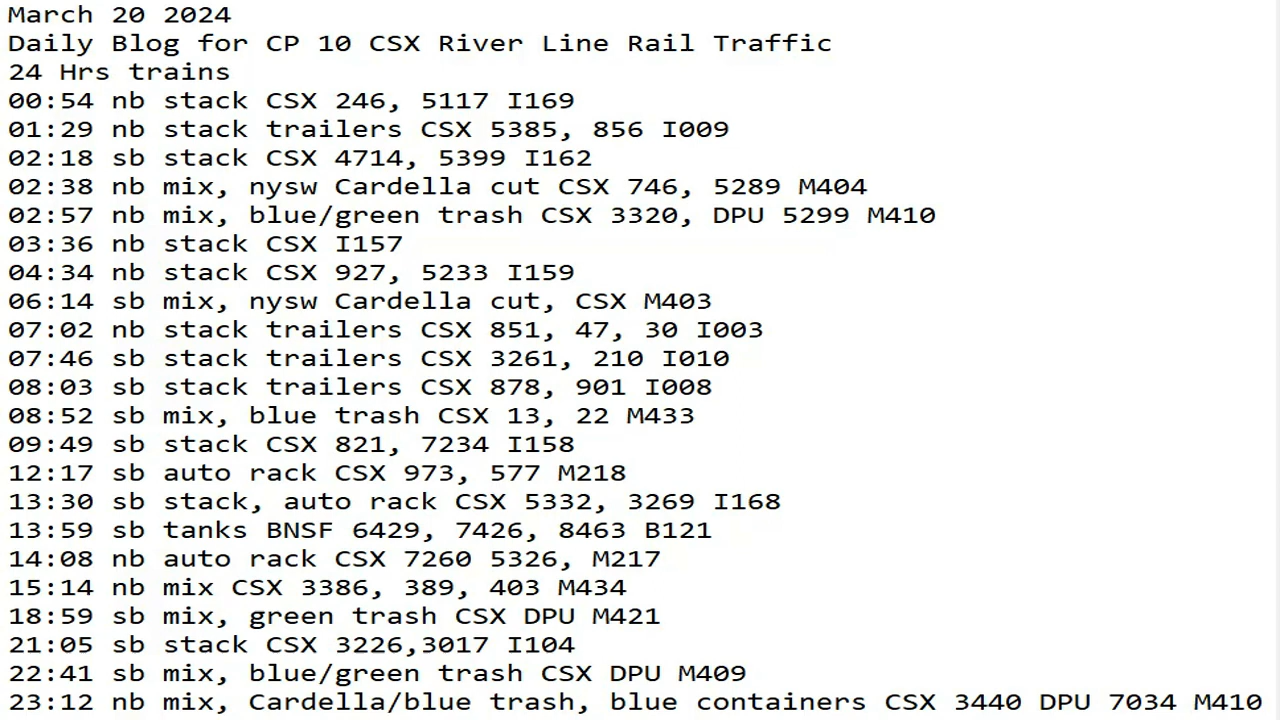 March 20 2024
Daily Blog for CP 10 CSX River Line Rail Traffic
24 Hrs trains
00:54 nb stack CSX 246, 5117 I169
01:29 nb stack trailers CSX 5385, 856 I009
02:18 sb stack CSX 4714, 5399 I162
02:38 nb mix, nysw Cardella cut CSX 746, 5289 M404
02:57 nb mix, blue/green trash CSX 3320, DPU 5299 M410
03:36 nb stack CSX I157
04:34 nb stack CSX 927, 5233 I159
06:14 sb mix, nysw Cardella cut, CSX M403
07:02 nb stack trailers CSX 851, 47, 30 I003
07:46 sb stack trailers CSX 3261, 210 I010
08:03 sb stack trailers CSX 878, 901 I008
08:52 sb mix, blue trash CSX 13, 22 M433
09:49 sb stack CSX 821, 7234 I158
12:17 sb auto rack CSX 973, 577 M218
13:30 sb stack, auto rack CSX 5332, 3269 I168
13:59 sb tanks BNSF 6429, 7426, 8463 B121
14:08 nb auto rack CSX 7260 5326, M217
15:14 nb mix CSX 3386, 389, 403 M434
18:59 sb mix, green trash CSX DPU M421
21:05 sb stack CSX 3226,3017 I104
22:41 sb mix, blue/green trash CSX DPU M409
23:12 nb mix, Cardella/blue trash, blue containers CSX 3440 DPU 7034 M410